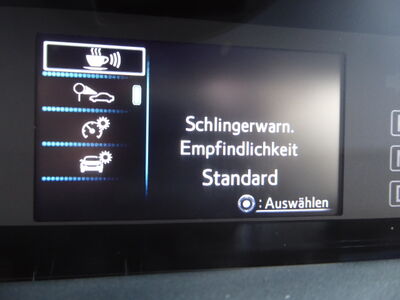 Schlingerwarn.
Empfindlichkeit
Standard
: Auswählen